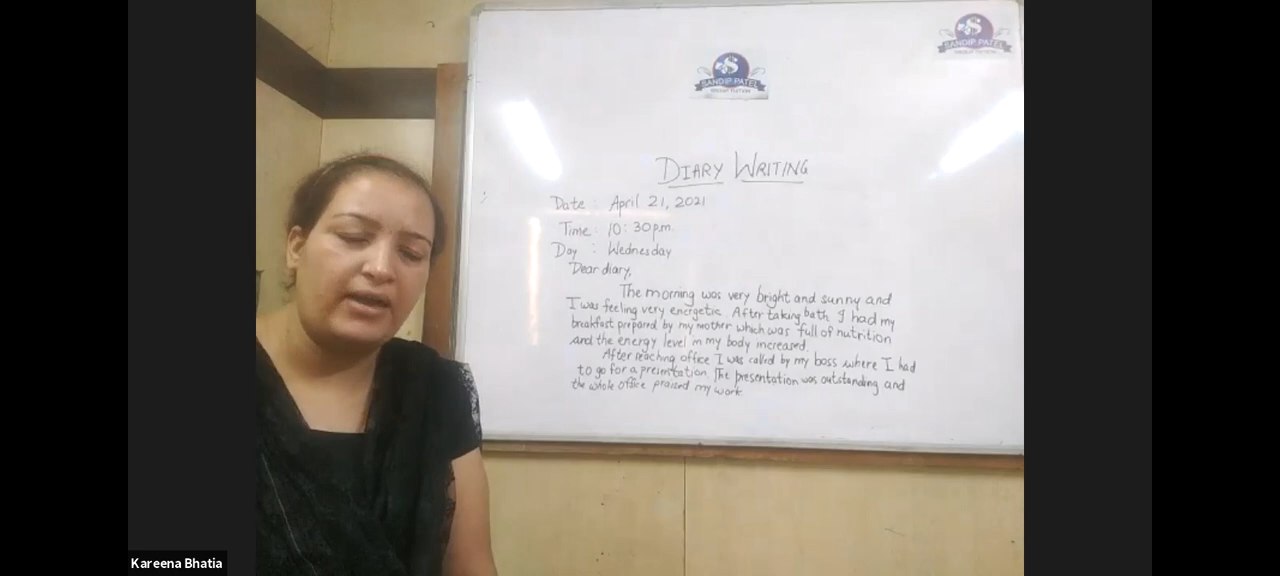 SANDIP PATEL
SANDIP PATEL
DIARY WRITING
Date : April 21, 2021
Time : 10 : 30 p.m.
Day : Wednesday
Dear diary,
The morning was very bright and sunny and
I was feeling very energetic. After taking bath I had my
breakfast prepared by my mother which was full of nutrition
and the energy level in my body increased.
After reaching office I was called by my boss where I had
to go for a presentation. The presentation was outstanding and
the whole office praised my work.
Kareena Bhatia